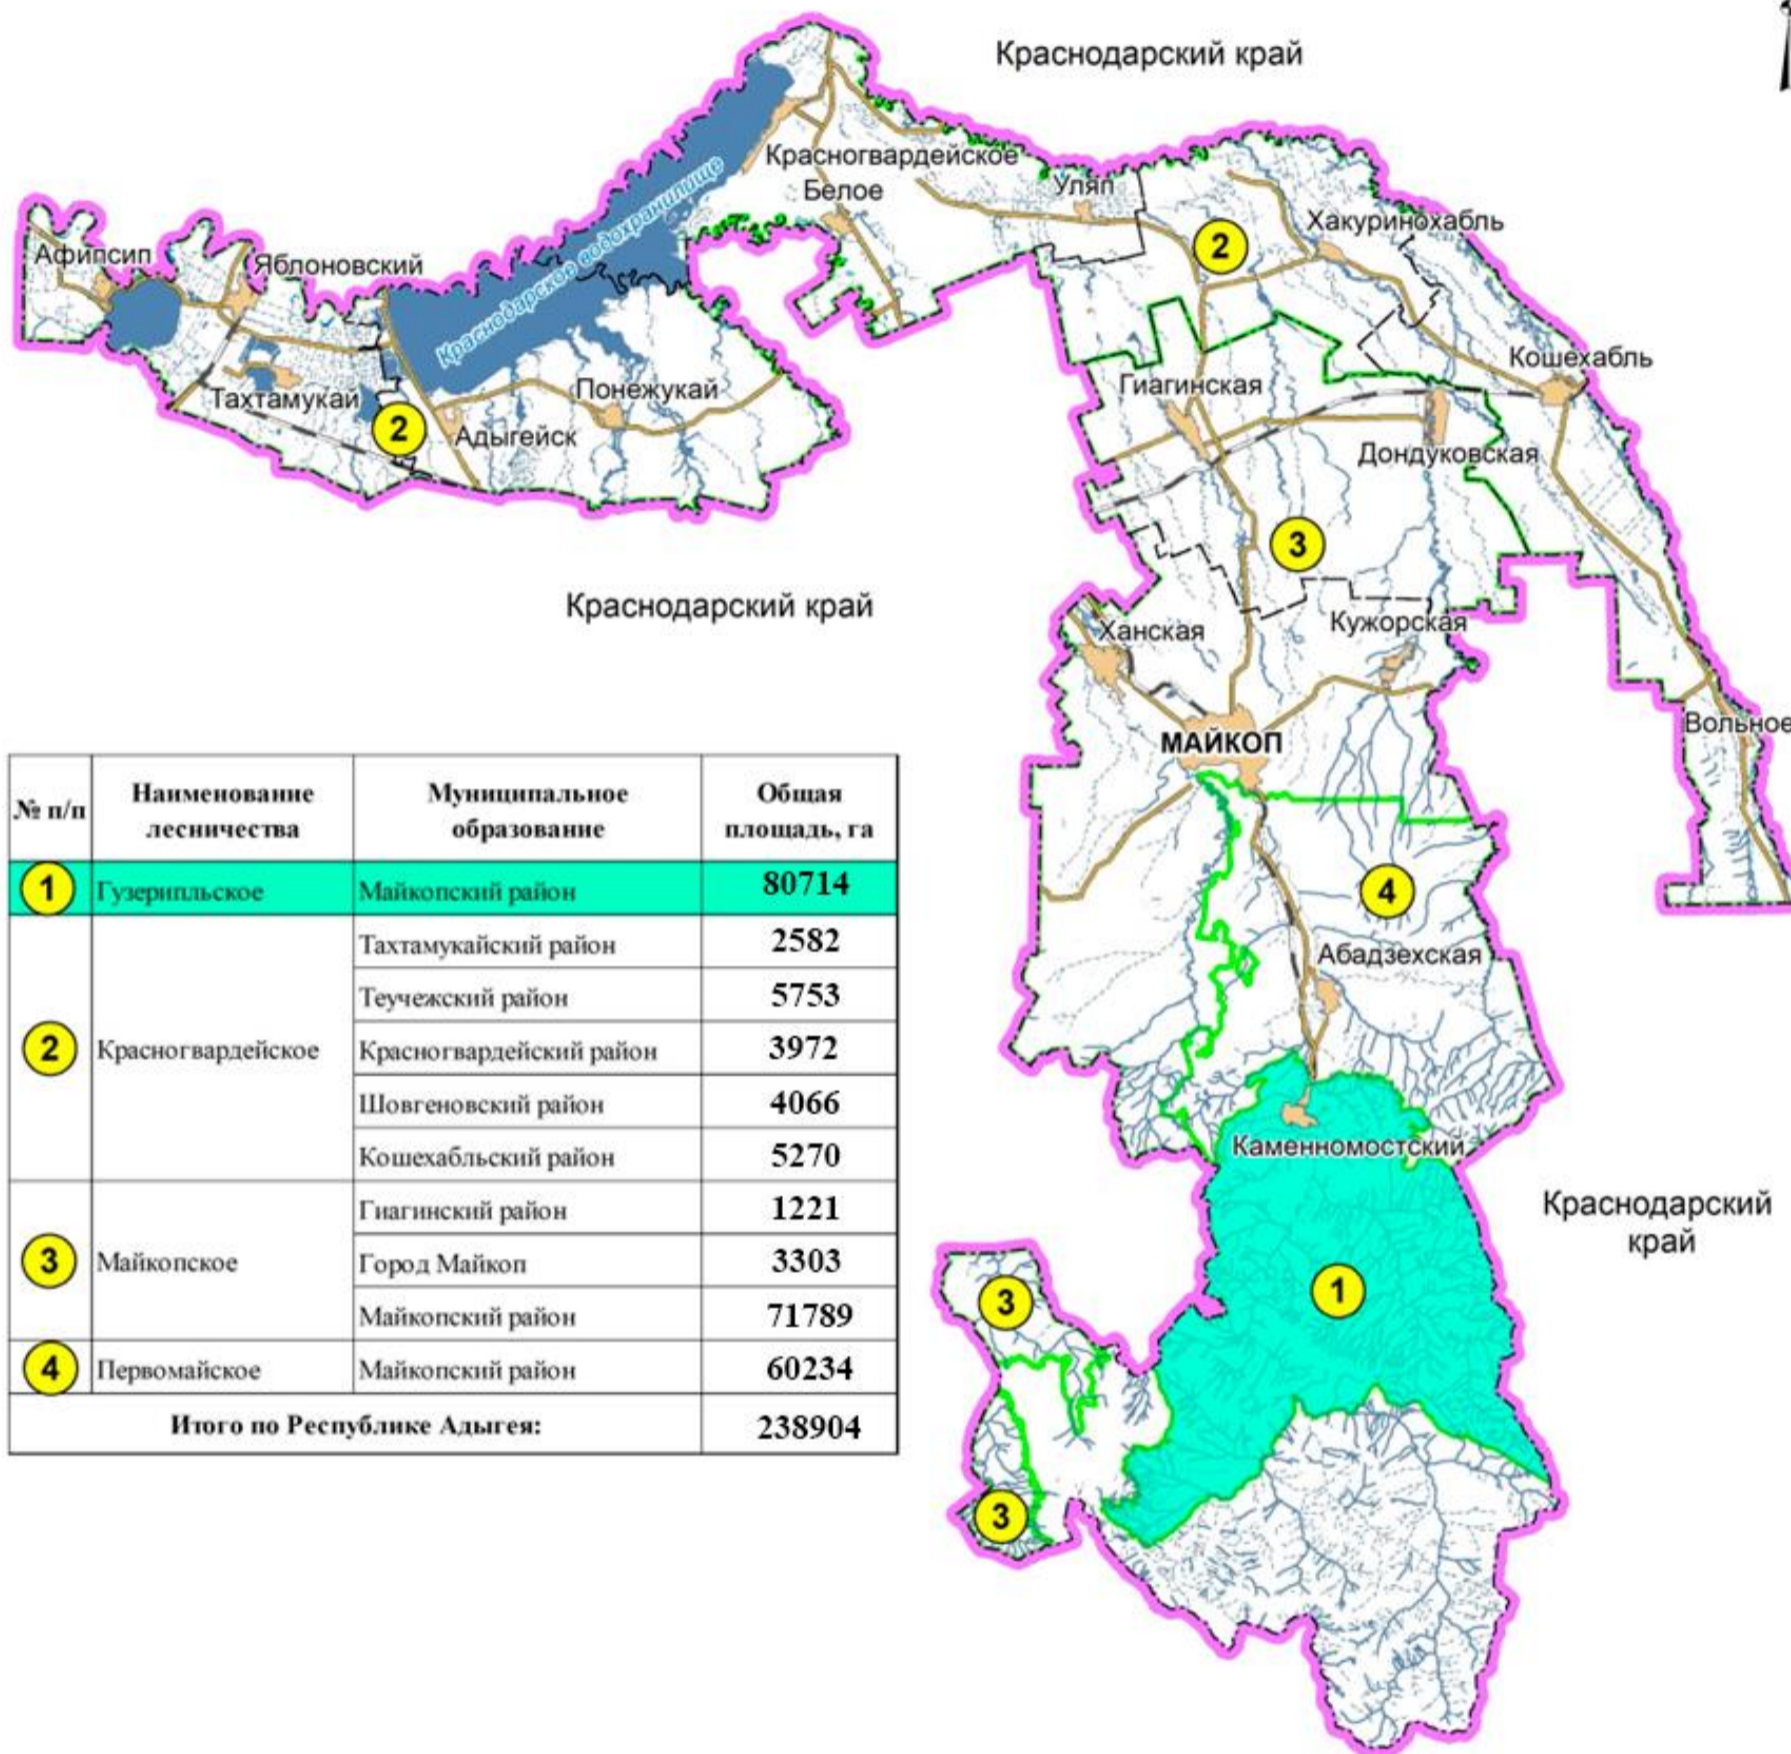 Краснодарский край
Красногвардейское
Белое
Уляп
Хакуринохабль
2
Афипсип
Яблоновский
Краснодарское водохранилище
Кошехабль
Гиагинская
Понежукай
Тахтамукай
2
Адыгейск
Дондуковская
3
Краснодарский край
Ханская
Кужорская
Вольное
МАЙКОП
4
Абадзехская
Каменномостский
Краснодарский
край
1
3
3
№ п/п
Наименование
лесничества
Муниципальное
образование
Общая
площадь, га
1 Гузерипльское Майкопский район 80714
2 Красногвардейское
Тахтамукайский район 2582
Теучежский район 5753
Красногвардейский район 3972
Шовгеновский район 4066
Кошехабльский район 5270
3 Майкопское
Гиагинский район 1221
Город Майкоп 3303
Майкопский район 71789
4 Первомайское Майкопский район 60234
Итого по Республике Адыгея: 238904